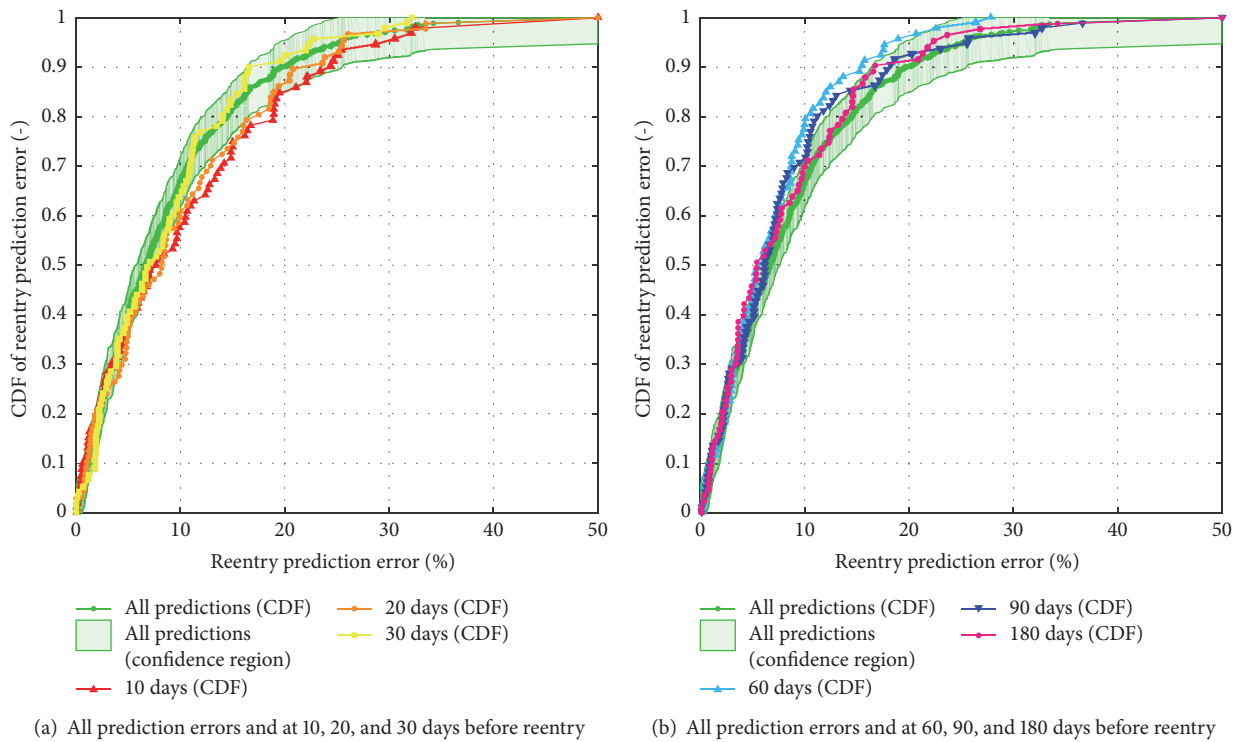 1
0.9
0.8
0.7
0.6
0.5
0.4
0.3
0.2
0.1
0
CDF of reentry prediction error (-)
0 10 20 30 40 50
Reentry prediction error (%)
All predictions (CDF)
All predictions
(confidence region)
10 days (CDF)
20 days (CDF)
30 days (CDF)
(a) All prediction errors and at 10, 20, and 30 days before reentry
1
0.9
0.8
0.7
0.6
0.5
0.4
0.3
0.2
0.1
0
CDF of reentry prediction error (-)
0 10 20 30 40 50
Reentry prediction error (%)
All predictions (CDF)
All predictions
(confidence region)
60 days (CDF)
90 days (CDF)
180 days (CDF)
(b) All prediction errors and at 60, 90, and 180 days before reentry